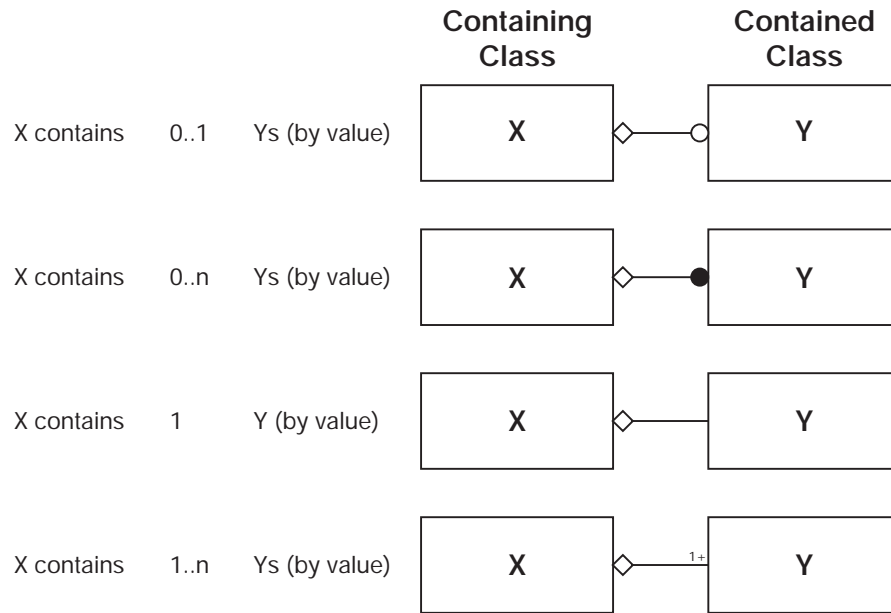 Containing Class
Contained Class
X contains 0..1 Ys (by value) X Y
X contains 0..n Ys (by value) X Y
X contains 1 Y (by value) X Y
X contains 1..n Ys (by value) X 1+ Y